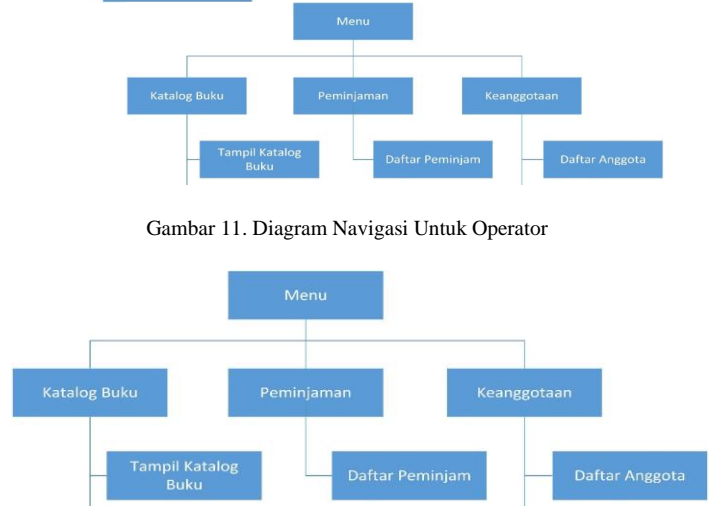 Menu
Katalog Buku Peminjaman Keanggotaan
Tampil Katalog
Buku
Daftar Peminjam Daftar Anggota
Gambar 11. Diagram Navigasi Untuk Operator
Menu
Katalog Buku Peminjaman Keanggotaan
Tampil Katalog
Buku
Daftar Peminjam Daftar Anggota